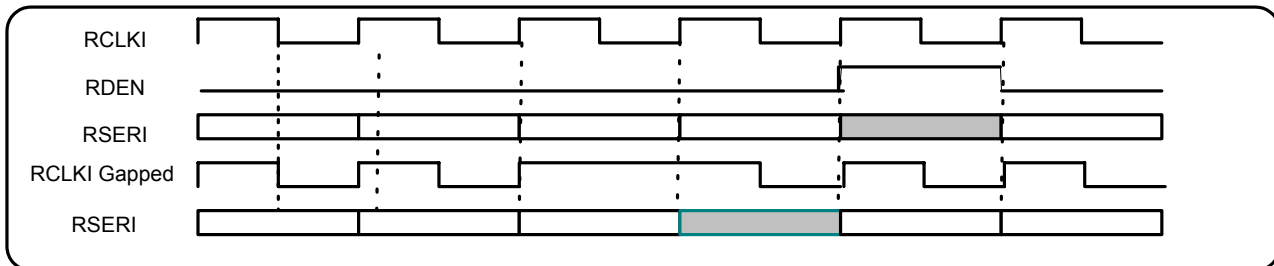 RCLKI
RDEN
RSERI
RCLKI Gapped
RSERI